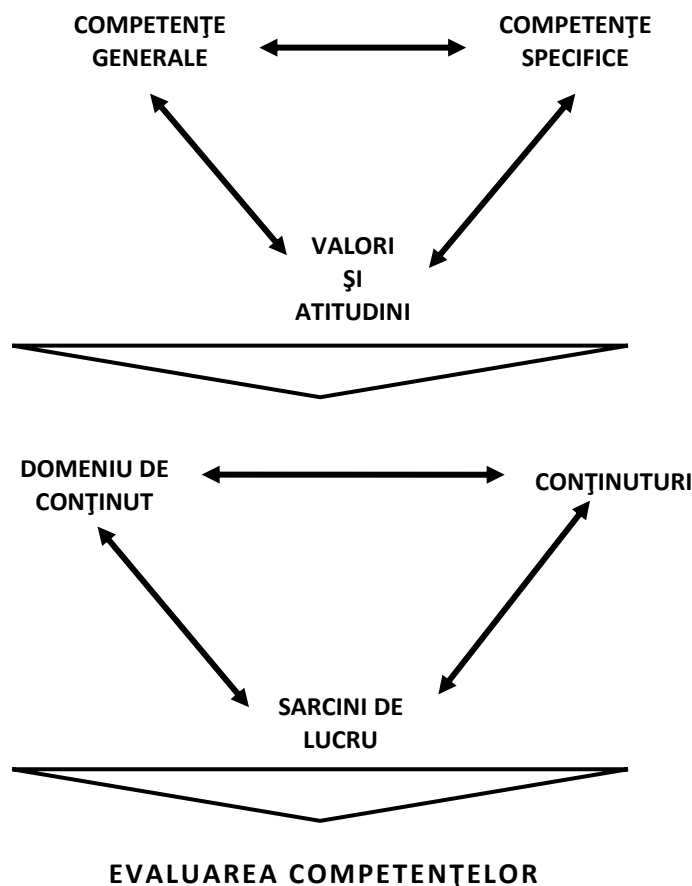 COMPETENŢE
GENERALE
COMPETENŢE
SPECIFICE
VALORI
ŞI
ATITUDINI
DOMENIU DE
CONŢINUT
CONŢINUTURI
SARCINI DE
LUCRU
EVALUAREA COMPETENŢELOR